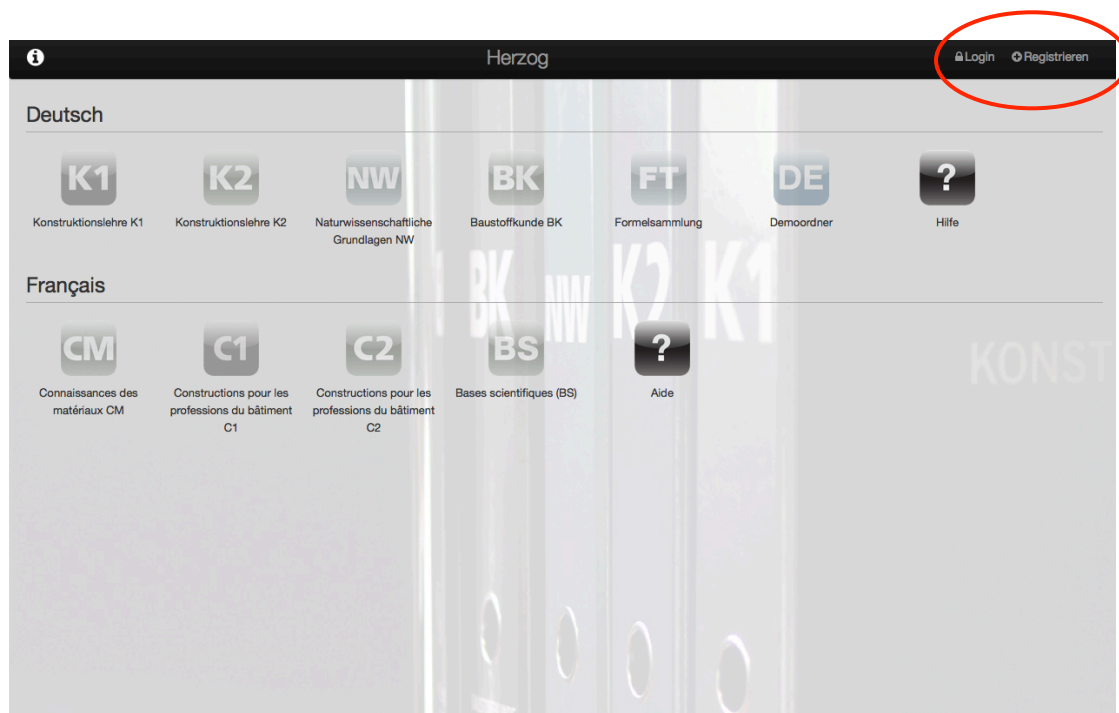 Herzog
Login Registrieren
Deutsch
K1 K2 NW BK FT DE ?
Konstruktionslehre K1 Konstruktionslehre K2 Naturwissenschaftliche Baustoffkunde BK Formelsammlung Demoordner Hilfe
Grundlagen NW
Français
CM C1 C2 BS ?
Connaissances des Constructions pour les Constructions pour les Bases scientifiques (BS) Aide
matériaux CM professions du bâtiment professions du bâtiment
C1 C2
BK NW K2 K1
KONST